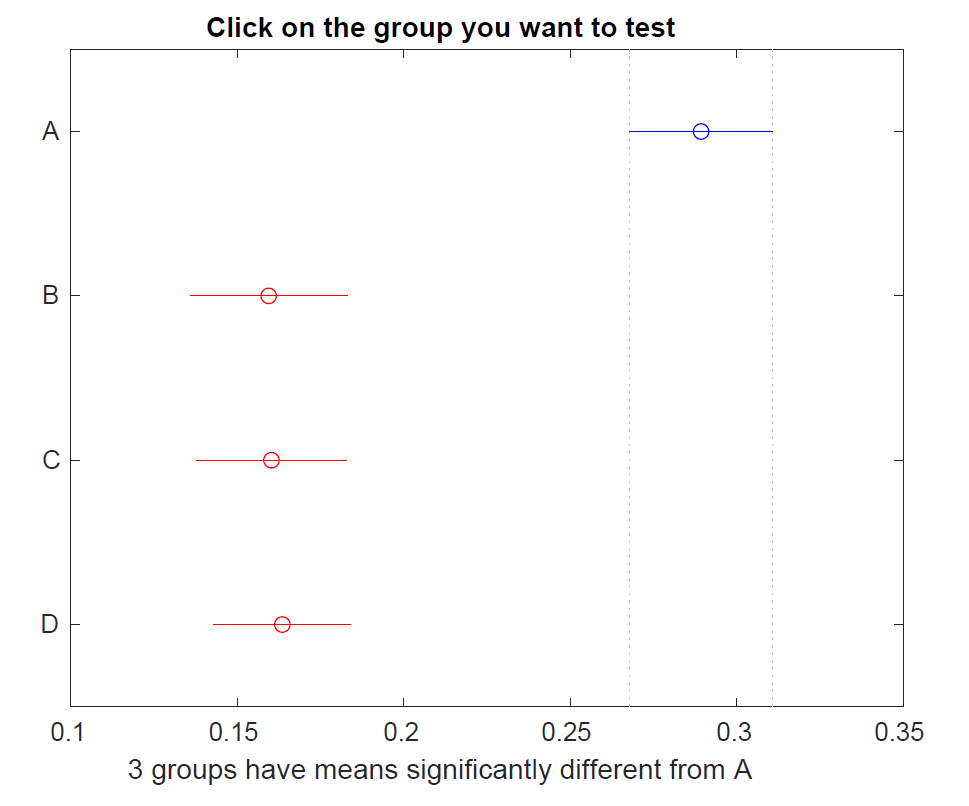 Click on the group you want to test
A
B
C
D
0.1 0.15 0.2 0.25 0.3 0.35
3 groups have means significantly different from A